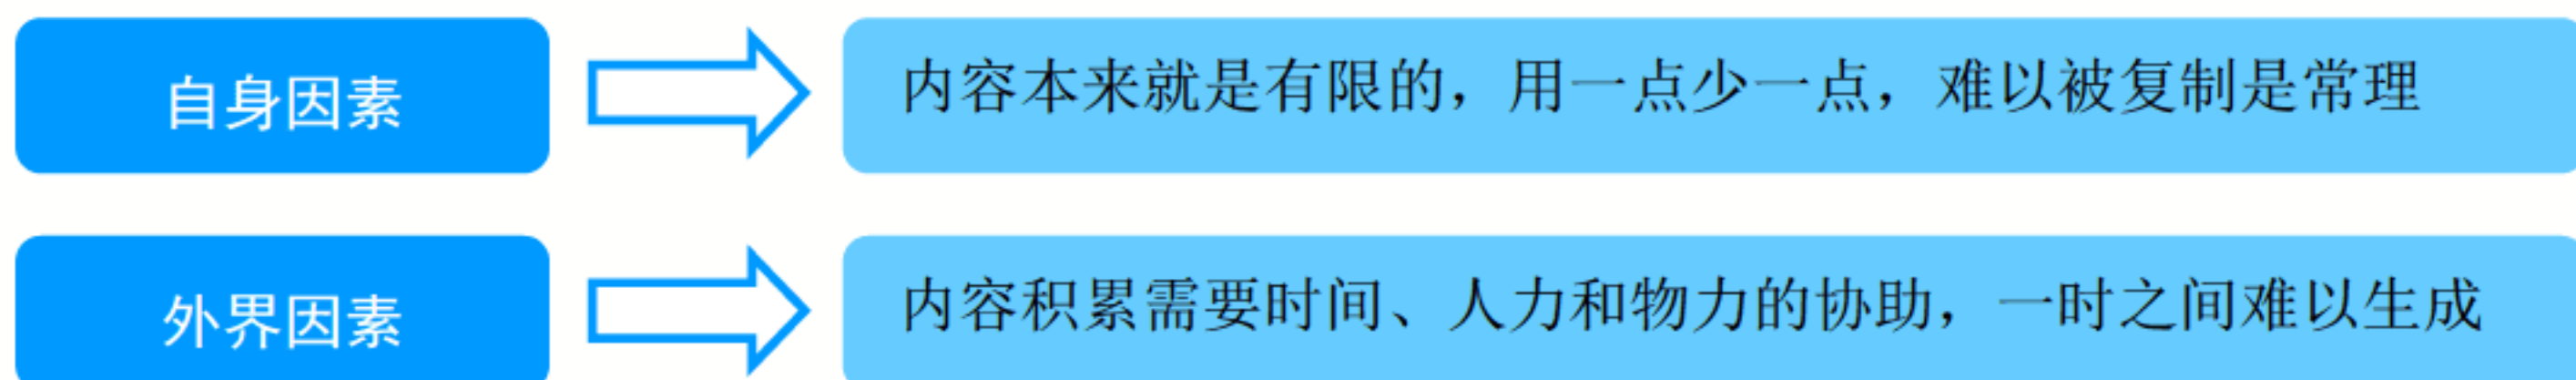 自身因素
内容本来就是有限的，用一点少一点，难以被复制是常理
外界因素
内容积累需要时间、人力和物力的协助，一时之间难以生成